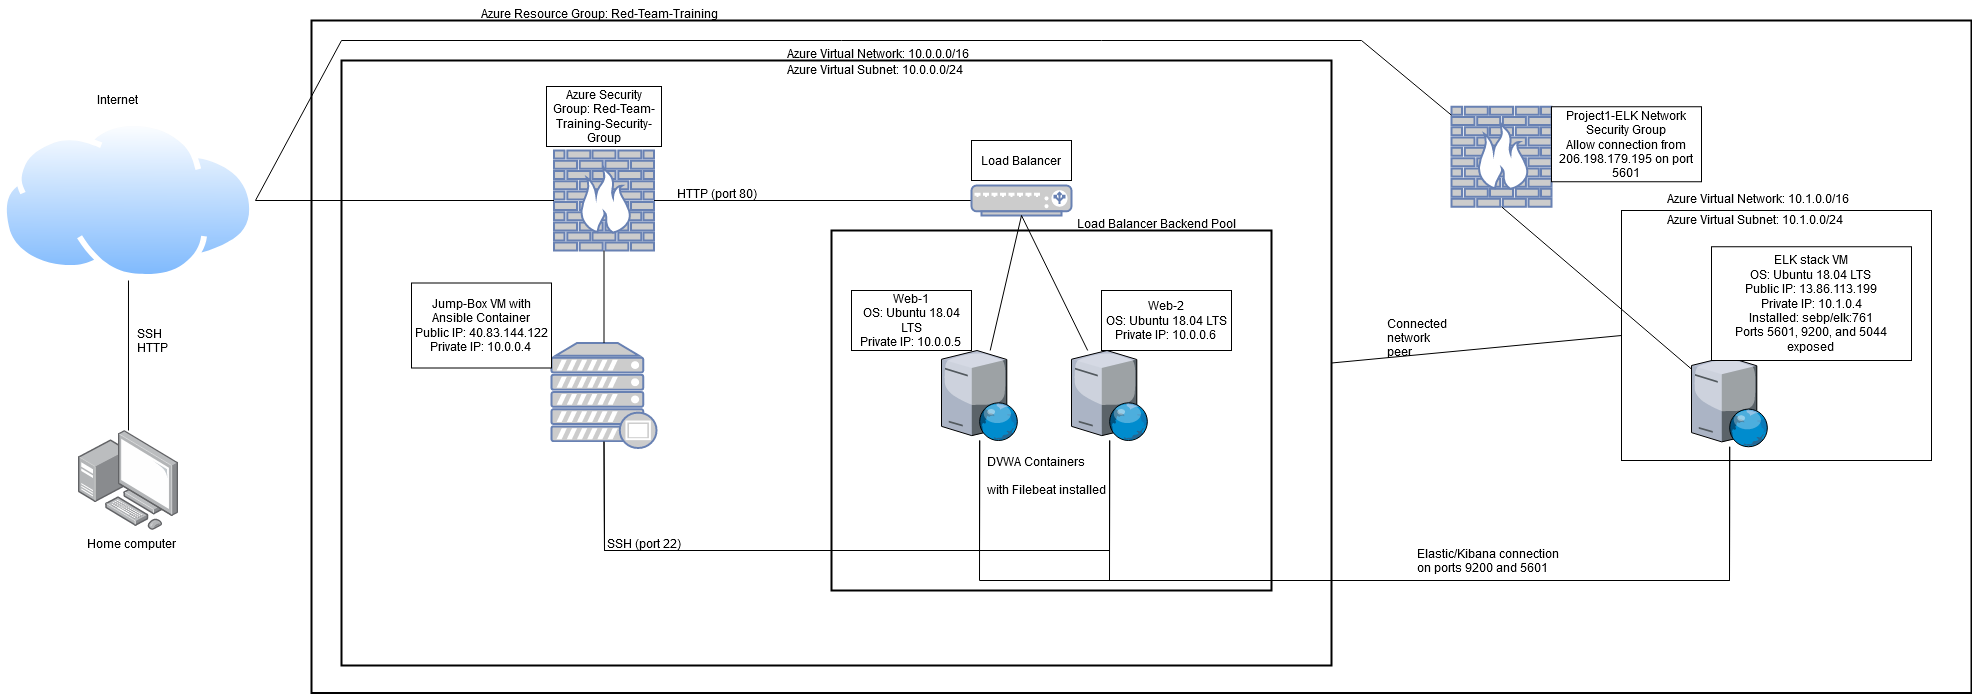 Azure Resource Group: Red-Team-Training
Azure Virtual Network: 10.0.0.0/16
Azure Virtual Subnet: 10.0.0.0/24
Internet
Azure Security
Group: Red-Team-
Training-Security-
Group
Project1-ELK Network
Security Group
Allow connection from
206.198.179.195 on port
5601
Load Balancer
HTTP (port 80)
Azure Virtual Network: 10.1.0.0/16
Azure Virtual Subnet: 10.1.0.0/24
Load Balancer Backend Pool
ELK stack VM
OS: Ubuntu 18.04 LTS
Public IP: 13.86.113.199
Private IP: 10.1.0.4
Installed: sebp/elk:761
Ports 5601, 9200, and 5044
exposed
Jump-Box VM with
Ansible Container
Public IP: 40.83.144.122
Private IP: 10.0.0.4
Web-1
OS: Ubuntu 18.04
LTS
Private IP: 10.0.0.5
Web-2
OS: Ubuntu 18.04 LTS
Private IP: 10.0.0.6
SSH
HTTP
Connected
network
peer
DVWA Containers
with Filebeat installed
Home computer
SSH (port 22)
Elastic/Kibana connection
on ports 9200 and 5601